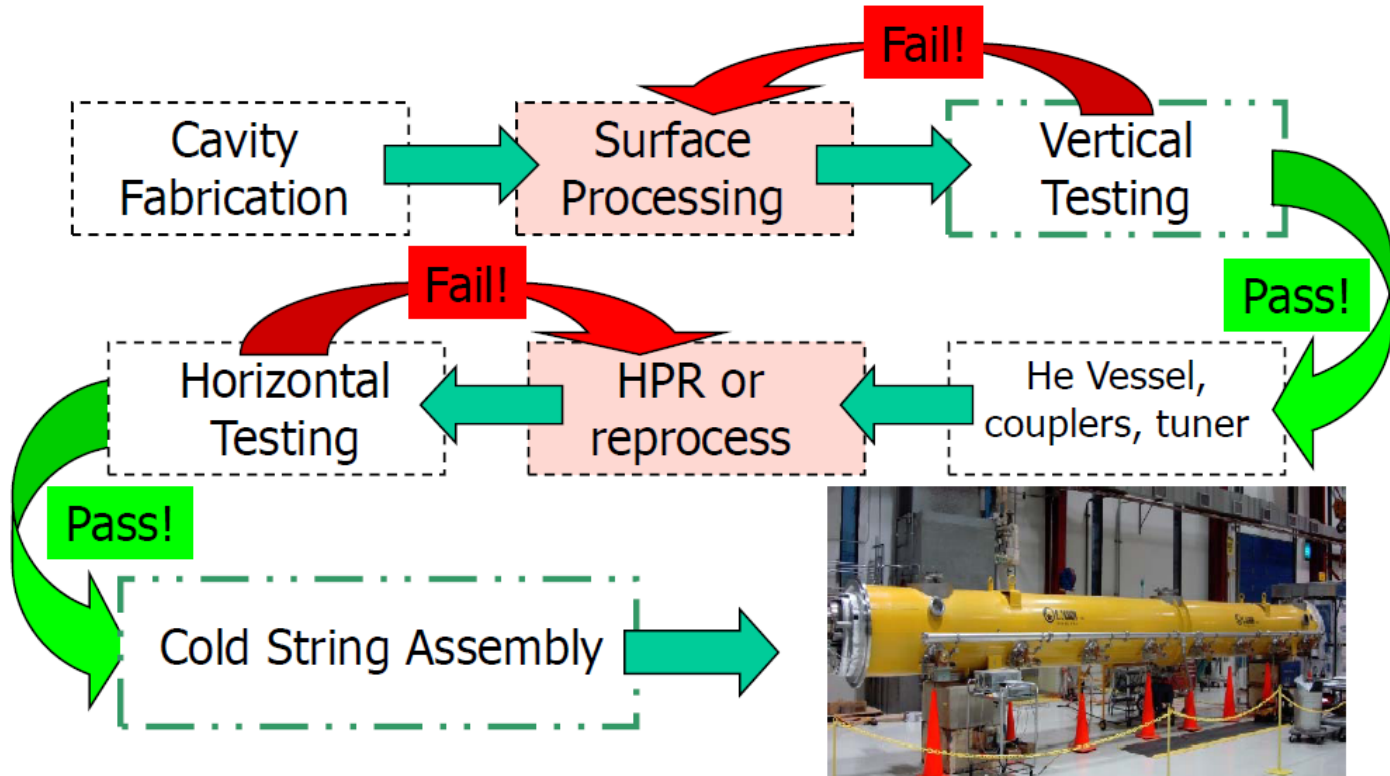 Fail!
Cavity
Fabrication
Surface
Processing
Vertical
Testing
Fail!
Pass!
Horizontal
Testing
HPR or
reprocess
He Vessel,
couplers, tuner
Pass!
Cold String Assembly